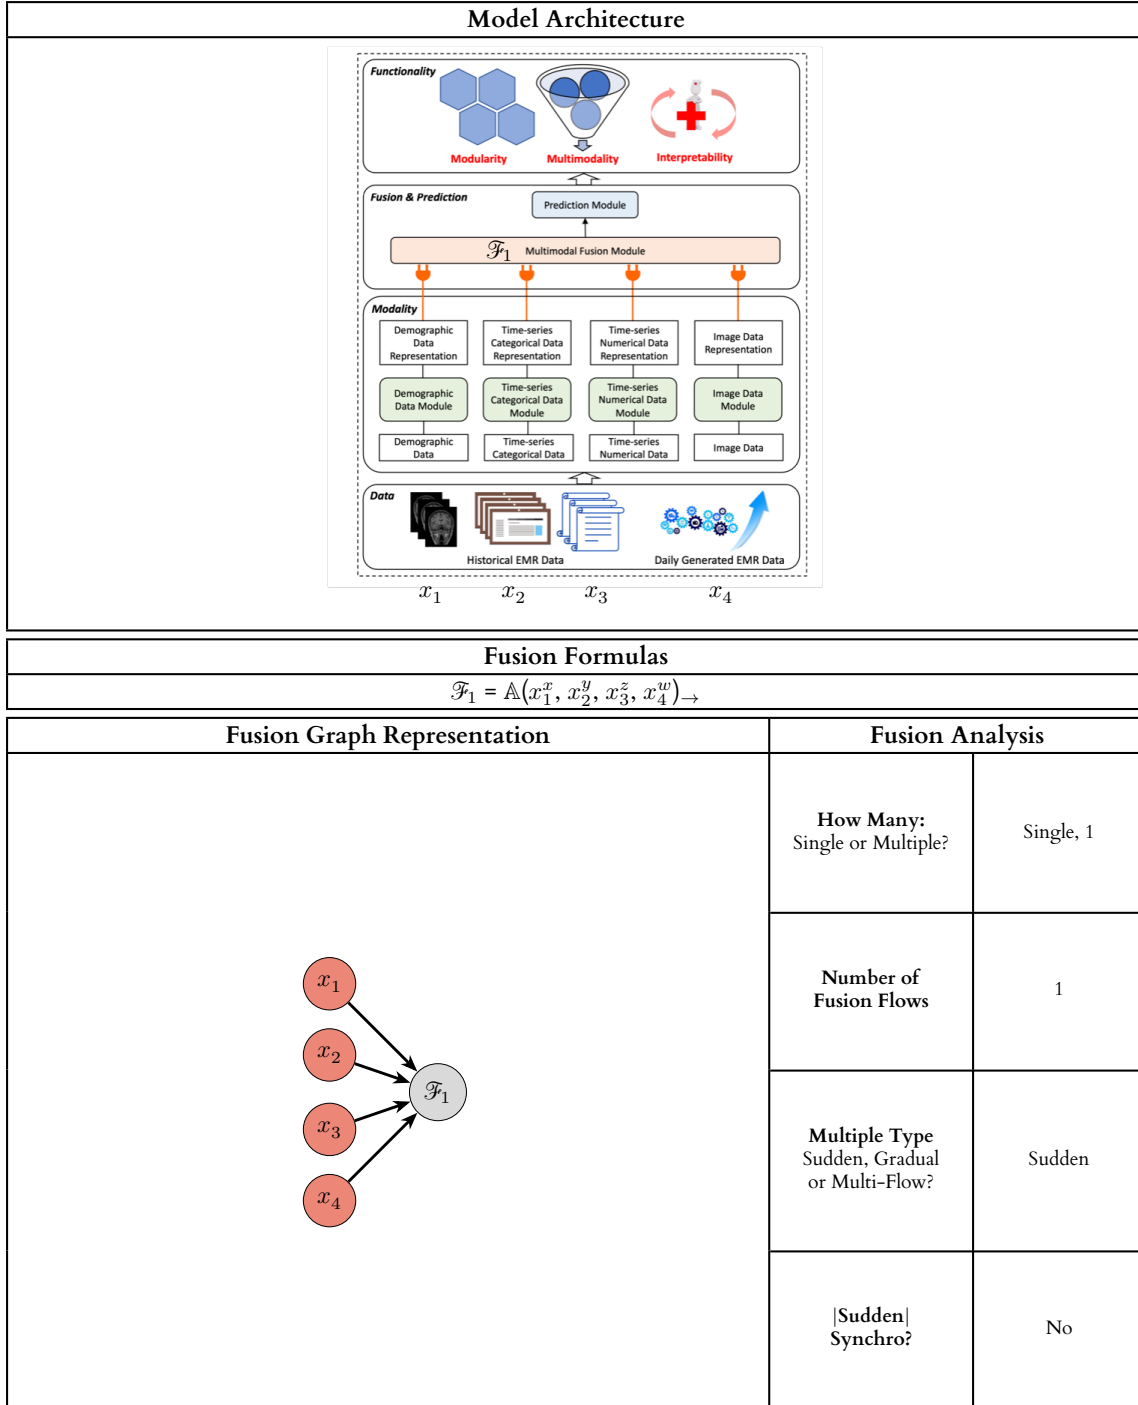 Model Architecture
Functionality
Modularity
Multimodality
Interpretability
Fusion & Prediction
Prediction Module
ℱ₁ Multimodal Fusion Module
Modality
Demographic
Data
Representation
Time-series
Categorical Data
Representation
Time-series
Numerical Data
Representation
Image Data
Representation
Demographic
Data Module
Time-series
Categorical Data
Module
Time-series
Numerical Data
Module
Image Data
Module
Demographic
Data
Time-series
Categorical Data
Time-series
Numerical Data
Image Data
Data
Historical EMR Data
Daily Generated EMR Data
x₁ x₂ x₃ x₄
Fusion Formulas
ℱ₁ = 𝔸(x₁ˣ, x₂ʸ, x₃ᶻ, x₄ʷ)→
Fusion Graph Representation
x₁
x₂
x₃
x₄
ℱ₁
Fusion Analysis
How Many:
Single or Multiple?
Single, 1
Number of
Fusion Flows
1
Multiple Type
Sudden, Gradual
or Multi-Flow?
Sudden
|Sudden|
Synchro?
No